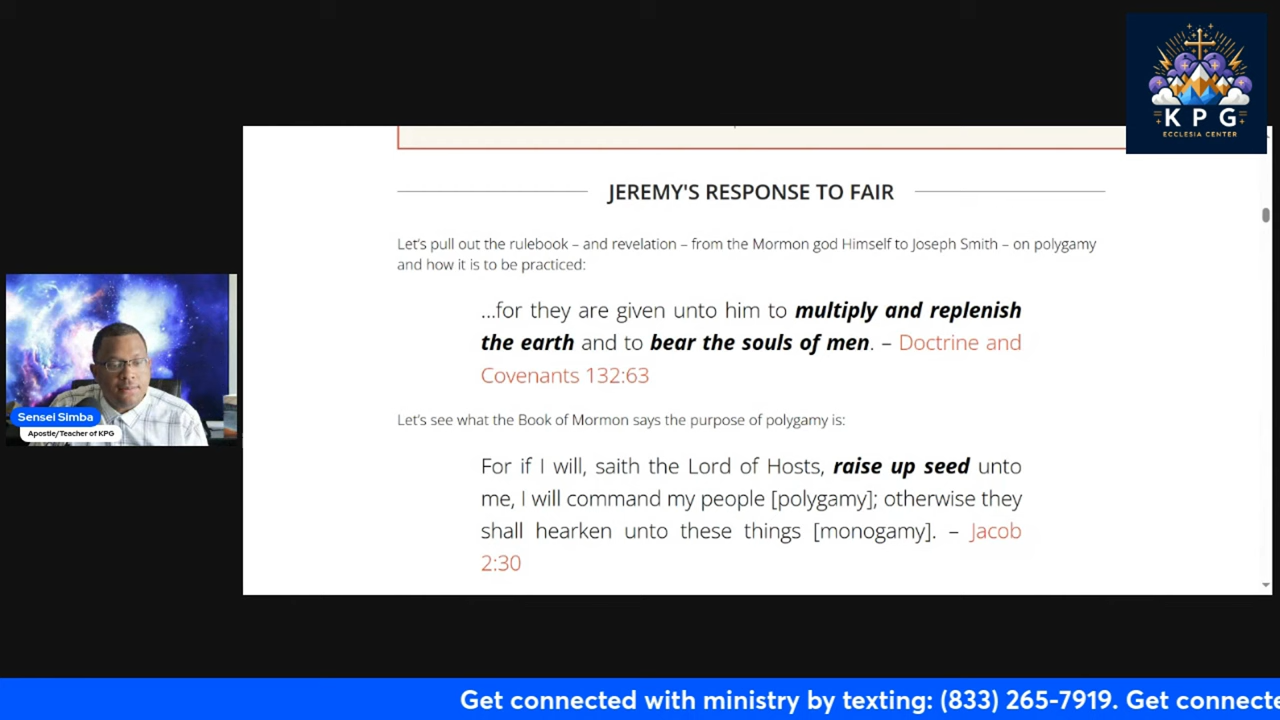 KPG
ECCLESIA CENTER
JEREMY'S RESPONSE TO FAIR
Let's pull out the rulebook – and revelation – from the Mormon god Himself to Joseph Smith – on polygamy
and how it is to be practiced:
...for they are given unto him to multiply and replenish
the earth and to bear the souls of men. – Doctrine and
Covenants 132:63
Let's see what the Book of Mormon says the purpose of polygamy is:
For if I will, saith the Lord of Hosts, raise up seed unto
me, I will command my people [polygamy]; otherwise they
shall hearken unto these things [monogamy]. – Jacob
2:30
Sensei Simba
Apostle/Teacher of KPG
Get connected with ministry by texting: (833) 265-7919. Get connecte